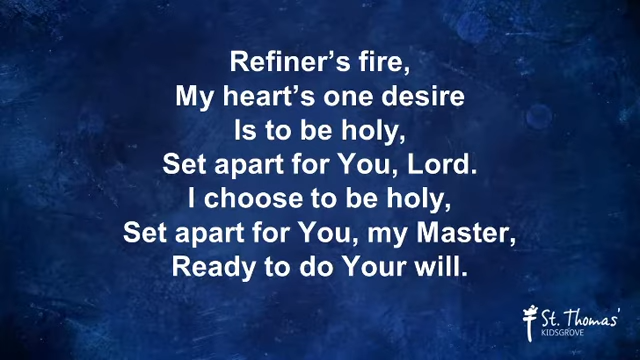 Refiner’s fire,
My heart’s one desire
Is to be holy,
Set apart for You, Lord.
I choose to be holy,
Set apart for You, my Master,
Ready to do Your will.
St. Thomas'
KIDSGROVE